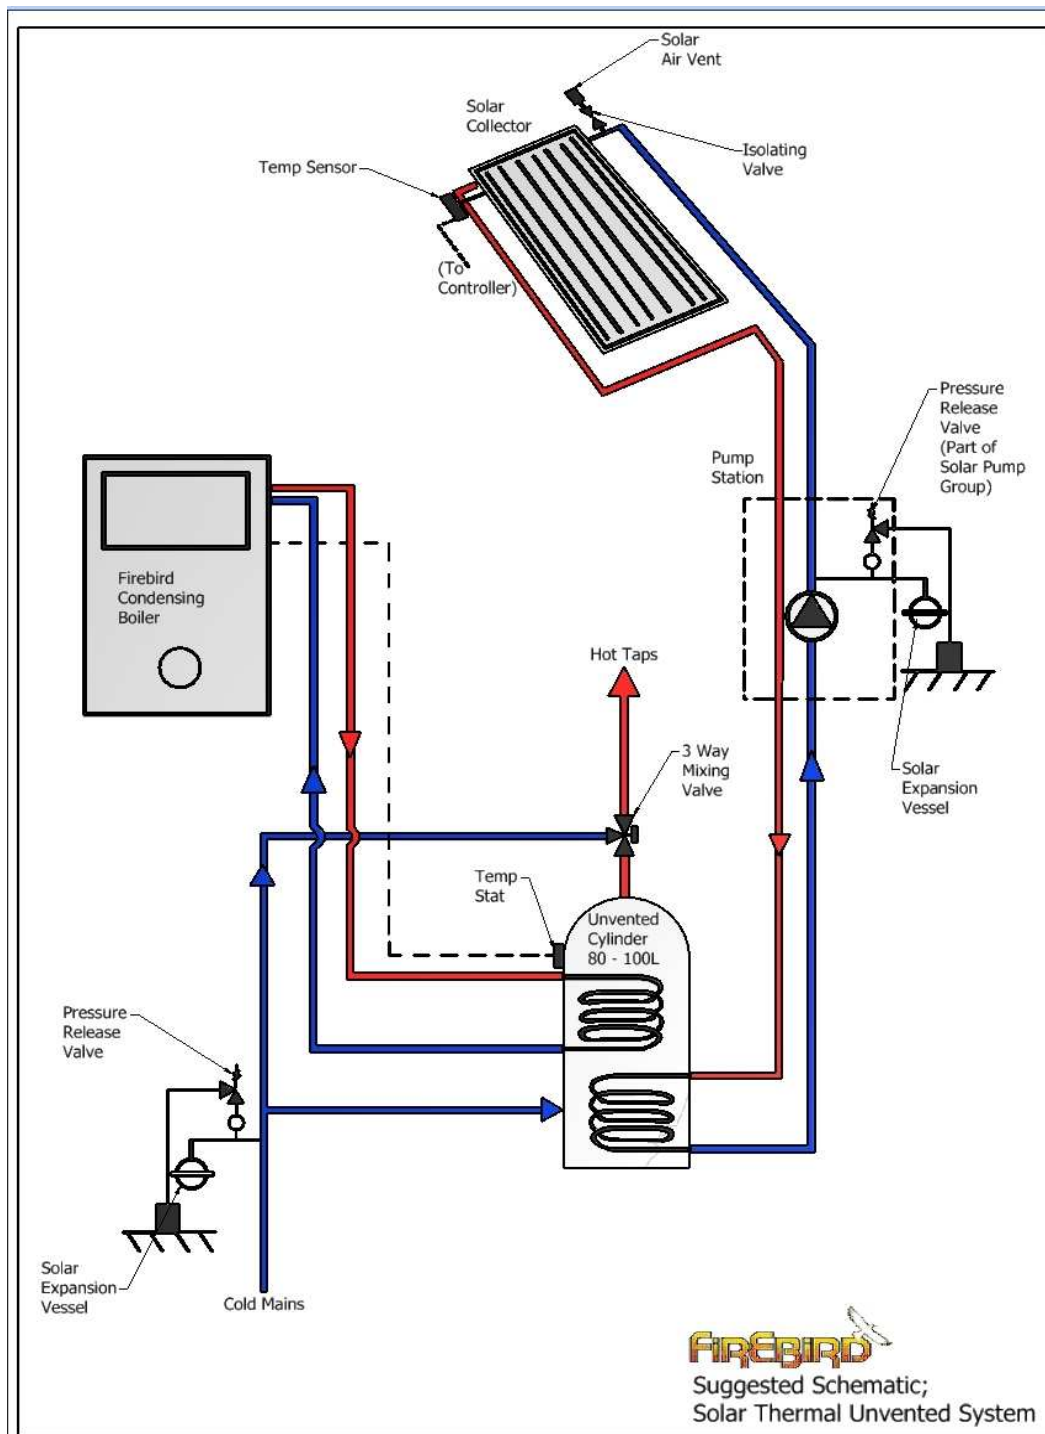 Solar
Air Vent
Solar
Collector
Isolating
Valve
Temp Sensor
(To
Controller)
Pressure
Release
Valve
(Part of
Solar Pump
Group)
Pump
Station
Firebird
Condensing
Boiler
Hot Taps
3 Way
Mixing
Valve
Solar
Expansion
Vessel
Temp
Stat
Unvented
Cylinder
80 - 100L
Pressure
Release
Valve
Solar
Expansion
Vessel
Cold Mains
FiREBiRD
Suggested Schematic;
Solar Thermal Unvented System